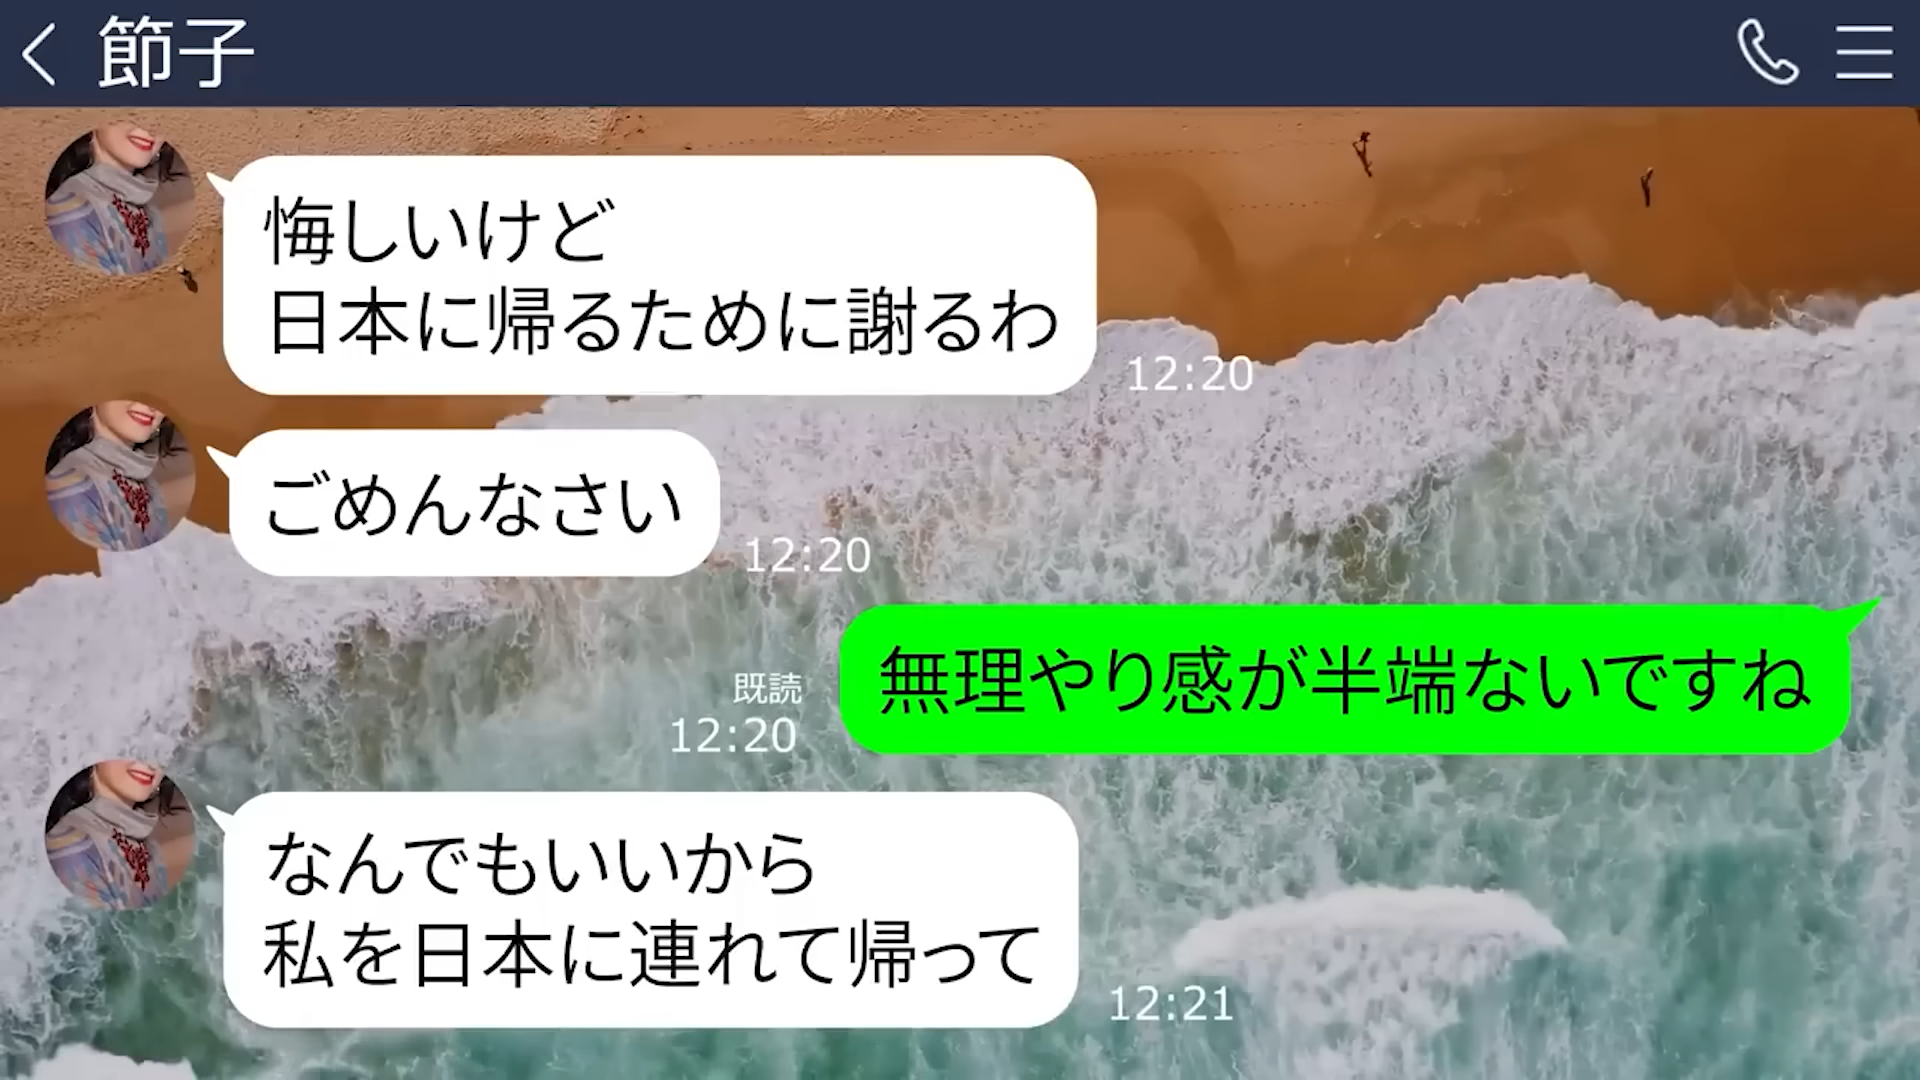 節子
悔しいけど
日本に帰るために謝るわ
12:20
ごめんなさい
12:20
無理やり感が半端ないですね
既読
12:20
なんでもいいから
私を日本に連れて帰って
12:21